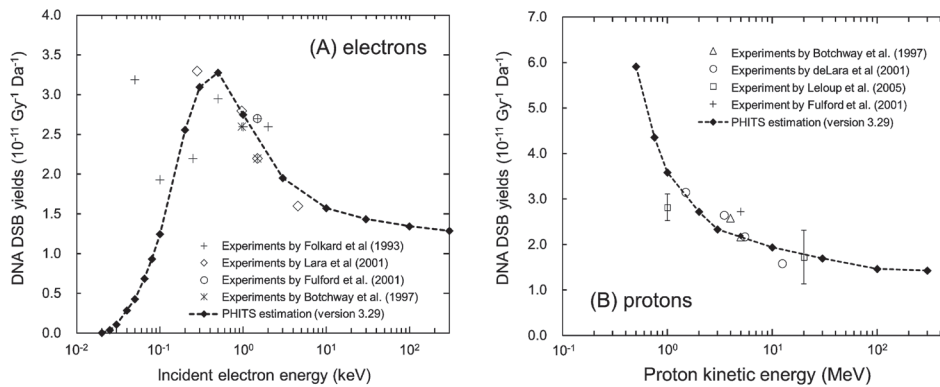 (A) electrons
DNA DSB yields (10-11 Gy-1 Da-1)
4.0
3.5
3.0
2.5
2.0
1.5
1.0
0.5
0.0
Experiments by Folkard et al (1993)
Experiments by Lara et al (2001)
Experiments by Fulford et al. (2001)
Experiments by Botchway et al. (1997)
PHITS estimation (version 3.29)
10-2 10-1 100 101 102
Incident electron energy (keV)
DNA DSB yields (10-11 Gy-1 Da-1)
7.0
6.0
5.0
4.0
3.0
2.0
1.0
0.0
Experiments by Botchway et al. (1997)
Experiments by deLara et al (2001)
Experiments by Leloup et al. (2005)
Experiment by Fulford et al. (2001)
PHITS estimation (version 3.29)
(B) protons
10-1 100 101 102
Proton kinetic energy (MeV)